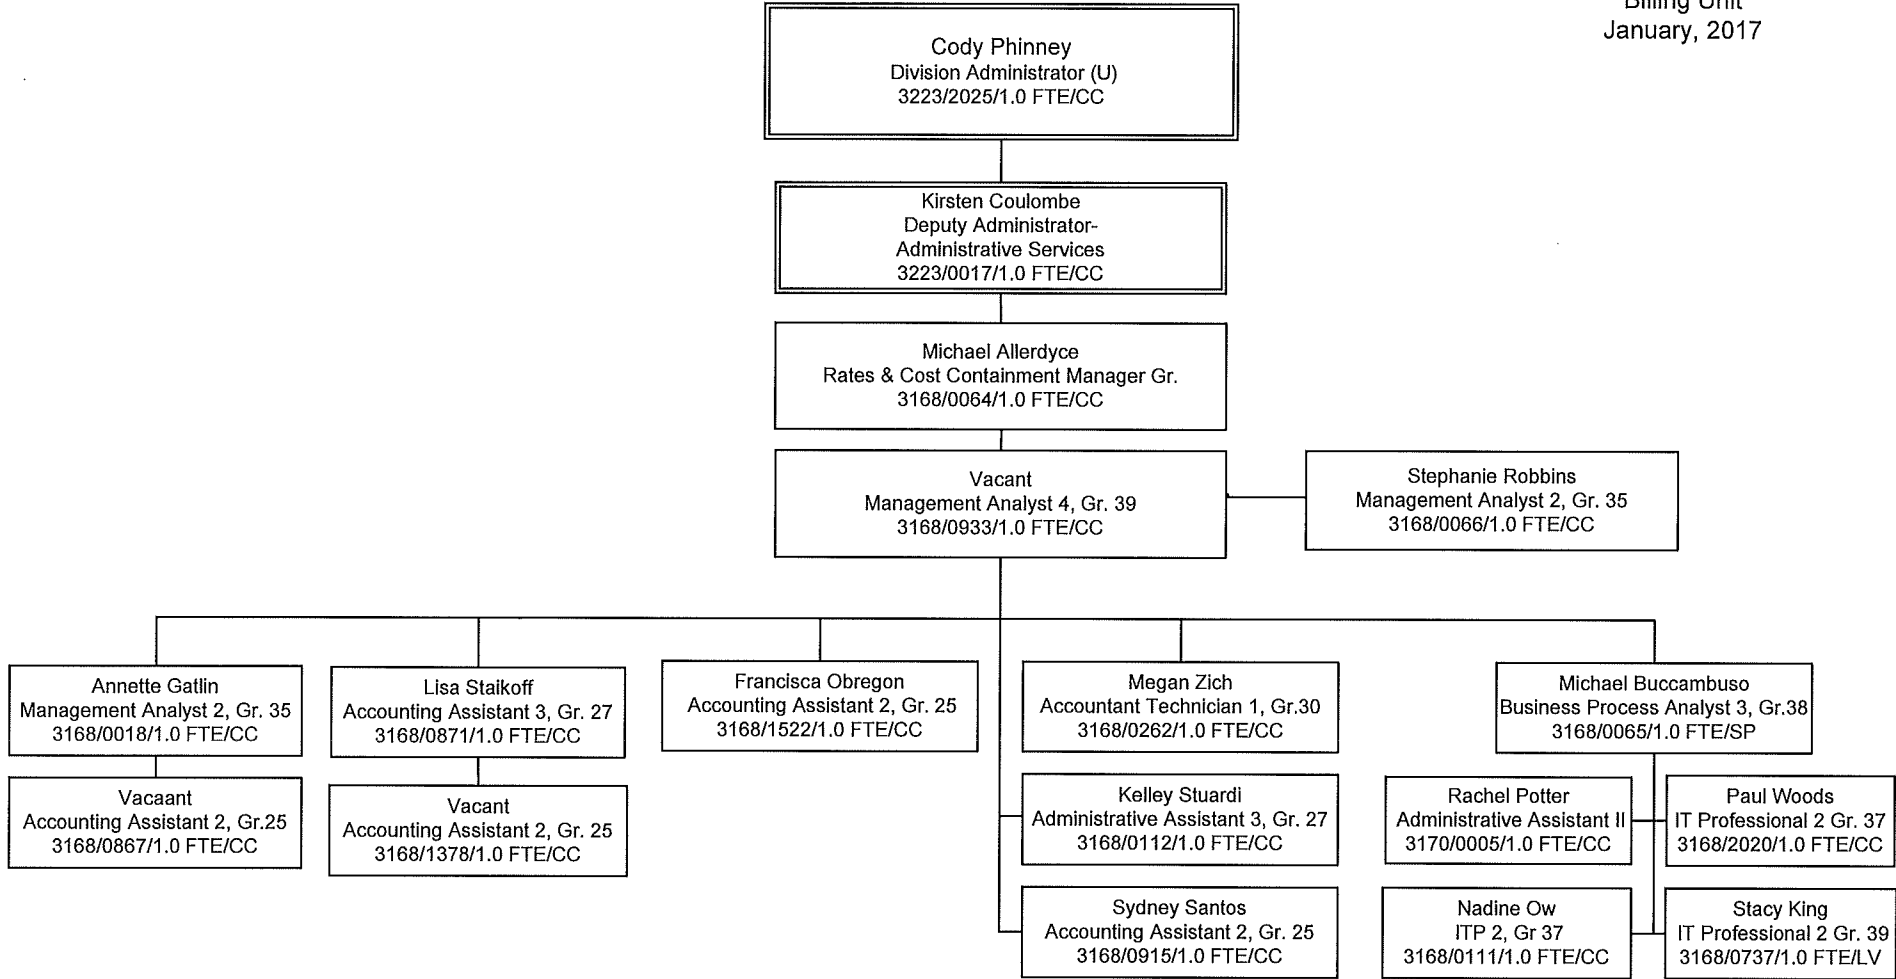 Billing Unit
January, 2017
Cody Phinney
Division Administrator (U)
3223/2025/1.0 FTE/CC
Kirsten Coulombe
Deputy Administrator-
Administrative Services
3223/0017/1.0 FTE/CC
Michael Allerdyce
Rates & Cost Containment Manager Gr.
3168/0064/1.0 FTE/CC
Vacant
Management Analyst 4, Gr. 39
3168/0933/1.0 FTE/CC
Stephanie Robbins
Management Analyst 2, Gr. 35
3168/0066/1.0 FTE/CC
Annette Gatlin
Management Analyst 2, Gr. 35
3168/0018/1.0 FTE/CC
Vacaant
Accounting Assistant 2, Gr.25
3168/0867/1.0 FTE/CC
Lisa Staikoff
Accounting Assistant 3, Gr. 27
3168/0871/1.0 FTE/CC
Vacant
Accounting Assistant 2, Gr. 25
3168/1378/1.0 FTE/CC
Francisca Obregon
Accounting Assistant 2, Gr. 25
3168/1522/1.0 FTE/CC
Megan Zich
Accountant Technician 1, Gr.30
3168/0262/1.0 FTE/CC
Kelley Stuardi
Administrative Assistant 3, Gr. 27
3168/0112/1.0 FTE/CC
Sydney Santos
Accounting Assistant 2, Gr. 25
3168/0915/1.0 FTE/CC
Michael Buccambuso
Business Process Analyst 3, Gr.38
3168/0065/1.0 FTE/SP
Rachel Potter
Administrative Assistant II
3170/0005/1.0 FTE/CC
Paul Woods
IT Professional 2 Gr. 37
3168/2020/1.0 FTE/CC
Nadine Ow
ITP 2, Gr 37
3168/0111/1.0 FTE/CC
Stacy King
IT Professional 2 Gr. 39
3168/0737/1.0 FTE/LV